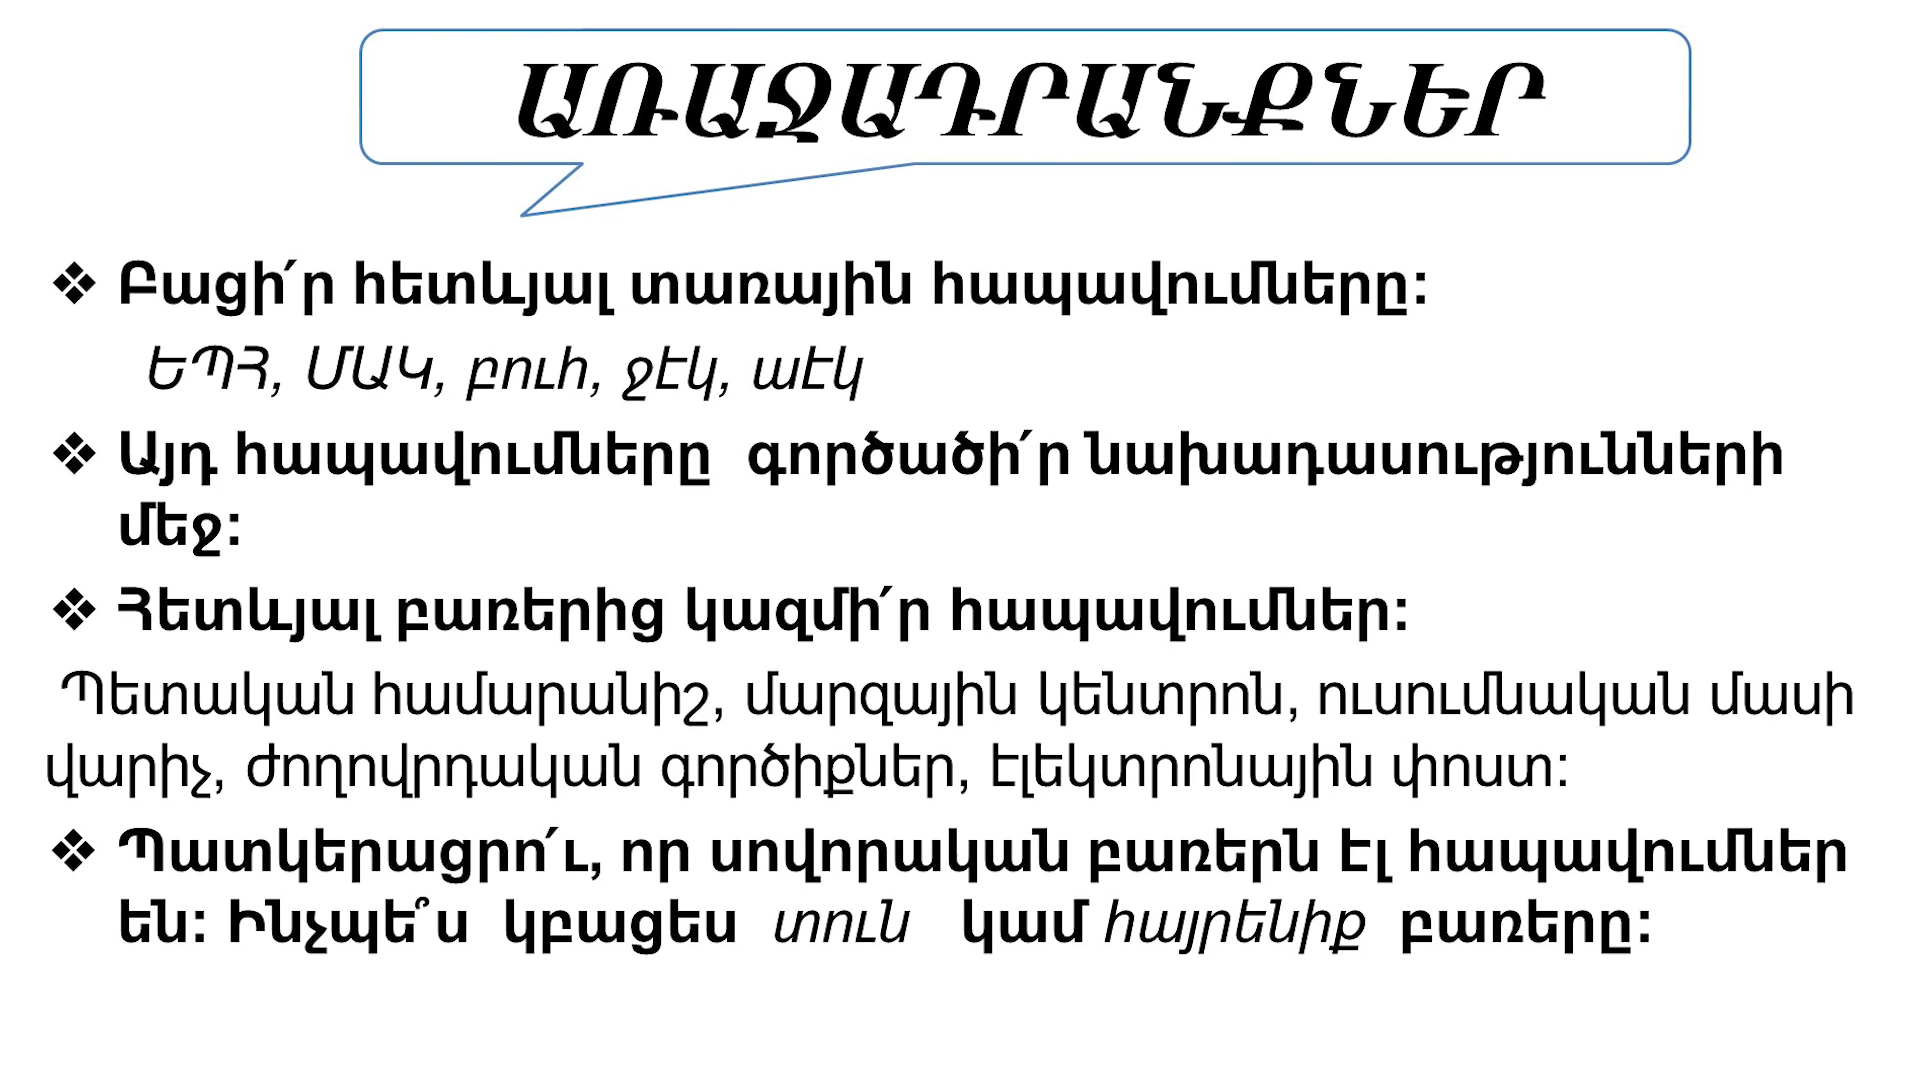 ԱՌԱՋԱԴՐԱՆՔՆԵՐ
❖ Բացի՛ր հետևյալ տառային հապավումները:
ԵՊՀ, ՄԱԿ, բուհ, ջէկ, աէկ
❖ Այդ հապավումները գործածի՛ր նախադասությունների
մեջ:
❖ Հետևյալ բառերից կազմի՛ր հապավումներ:
Պետական համարանիշ, մարզային կենտրոն, ուսումնական մասի
վարիչ, ժողովրդական գործիքներ, էլեկտրոնային փոստ:
❖ Պատկերացրո՛ւ, որ սովորական բառերն էլ հապավումներ
են: Ինչպե՞ս կբացես տուն կամ հայրենիք բառերը: